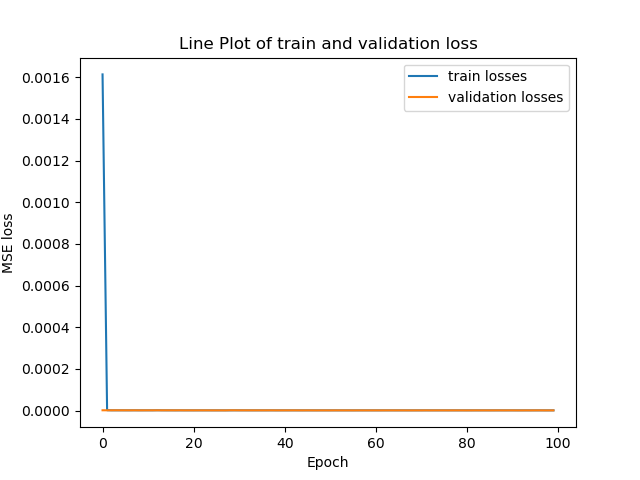 Line Plot of train and validation loss
train losses
validation losses
MSE loss
0.0016
0.0014
0.0012
0.0010
0.0008
0.0006
0.0004
0.0002
0.0000
0 20 40 60 80 100
Epoch